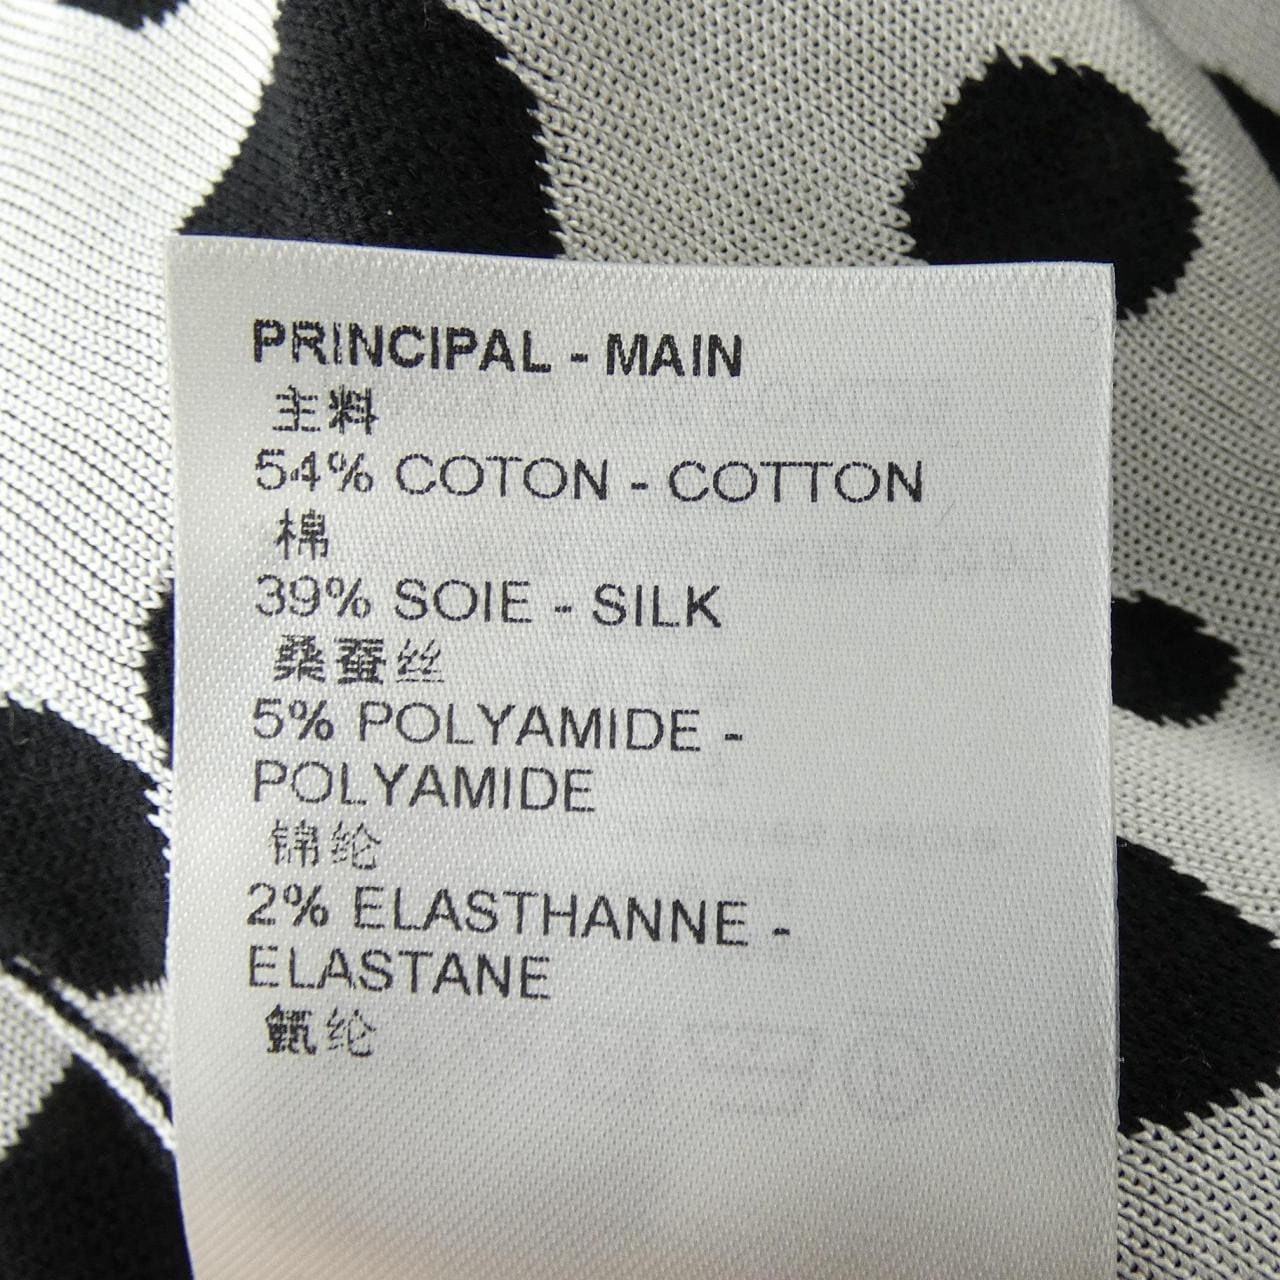 PRINCIPAL - MAIN
主料
54% COTON - COTTON
棉
39% SOIE - SILK
桑蚕丝
5% POLYAMIDE -
POLYAMIDE
锦纶
2% ELASTHANNE -
ELASTANE
氨纶